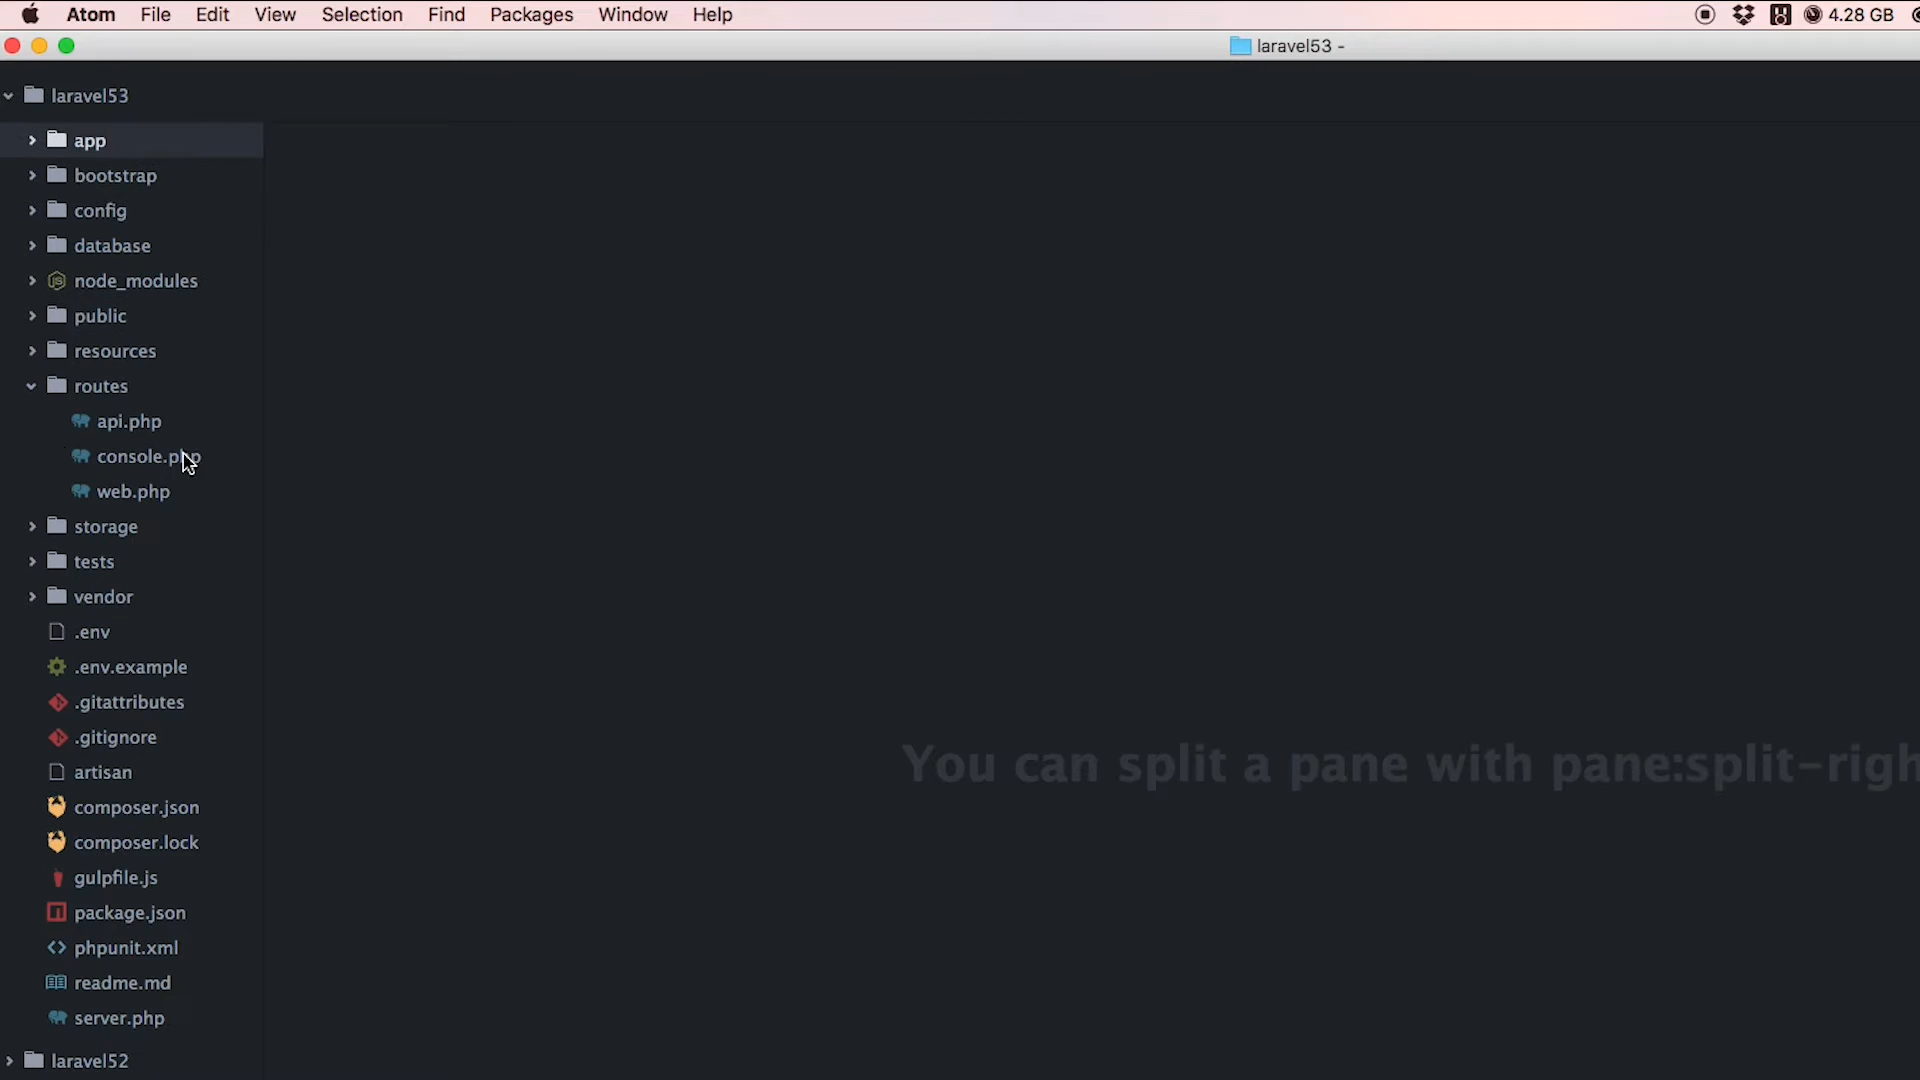 Atom File Edit View Selection Find Packages Window Help 4.28 GB
laravel53 -
laravel53
app
bootstrap
config
database
node_modules
public
resources
routes
api.php
console.php
web.php
storage
tests
vendor
.env
.env.example
.gitattributes
.gitignore
artisan
composer.json
composer.lock
gulpfile.js
package.json
phpunit.xml
readme.md
server.php
laravel52
You can split a pane with pane:split-righ